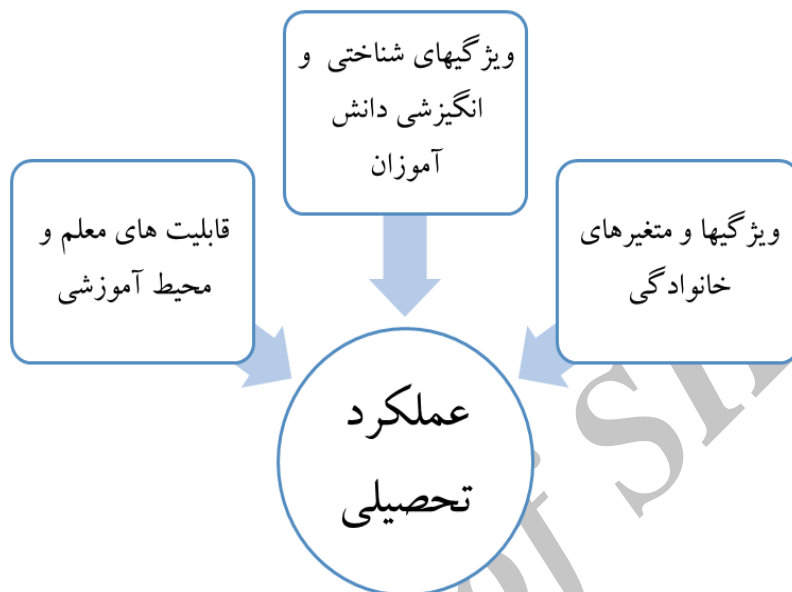 ویژگیهای شناختی و
انگیزشی دانش
آموزان
ویژگیها و متغیرهای
خانوادگی
قابلیت های معلم و
محیط آموزشی
عملکرد
تحصیلی